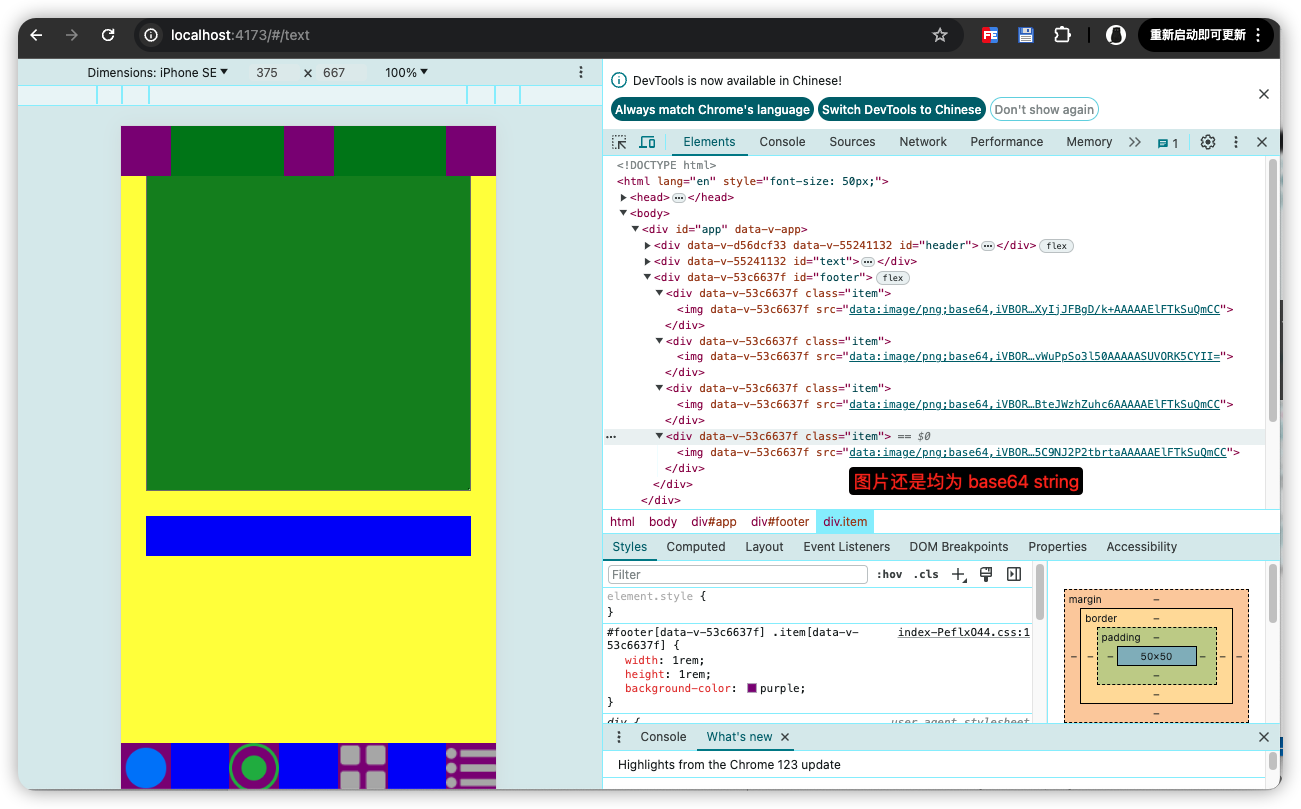 localhost:4173/#/text
重新启动即可更新
Dimensions: iPhone SE 375 × 667 100%
DevTools is now available in Chinese!
Always match Chrome's language Switch DevTools to Chinese Don't show again
Elements Console Sources Network Performance Memory 1
<!DOCTYPE html>
<html lang="en" style="font-size: 50px;">
<head>…</head>
<body>
<div id="app" data-v-app>
<div data-v-d56dcf33 data-v-55241132 id="header">…</div> flex
<div data-v-55241132 id="text">…</div>
<div data-v-53c6637f id="footer"> flex
<div data-v-53c6637f class="item">
<img data-v-53c6637f src="data:image/png;base64,iVBOR…XyIjJFBgD/k+AAAAAElFTkSuQmCC">
</div>
<div data-v-53c6637f class="item">
<img data-v-53c6637f src="data:image/png;base64,iVBOR…vWuPpSo3l50AAAAASUVORK5CYII=">
</div>
<div data-v-53c6637f class="item">
<img data-v-53c6637f src="data:image/png;base64,iVBOR…BteJWzhZuhc6AAAAAElFTkSuQmCC">
</div>
<div data-v-53c6637f class="item"> == $0
<img data-v-53c6637f src="data:image/png;base64,iVBOR…5C9NJ2P2tbrtaAAAAAElFTkSuQmCC">
</div>
图片还是均为 base64 string
</div>
</div>
html body div#app div#footer div.item
Styles Computed Layout Event Listeners DOM Breakpoints Properties Accessibility
Filter :hov .cls
element.style {
}
#footer[data-v-53c6637f] .item[data-v-53c6637f] { index-PeflxO44.css:1
width: 1rem;
height: 1rem;
background-color: purple;
}
div { user agent stylesheet
margin –
border –
padding –
– – – 50×50 – – –
–
–
–
Console What's new
Highlights from the Chrome 123 update